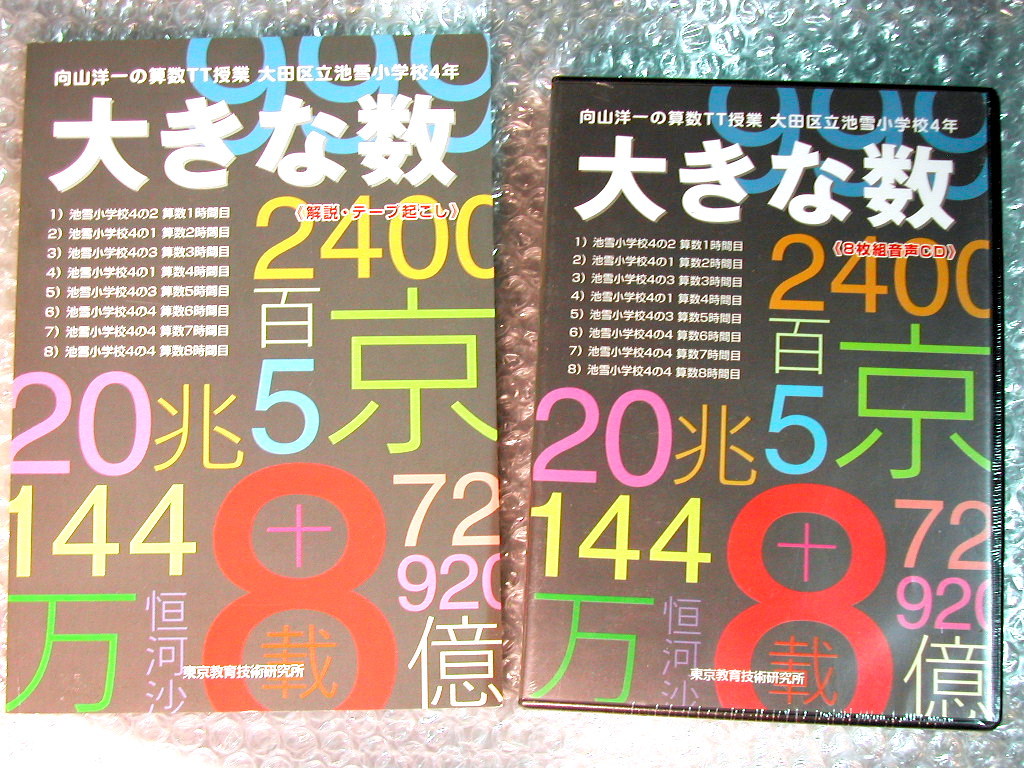 999
向山洋一の算数TT授業 大田区立池雪小学校4年
大きな数
《解説・テープ起こし》
1）池雪小学校4の2 算数1時間目
2）池雪小学校4の1 算数2時間目
3）池雪小学校4の3 算数3時間目
4）池雪小学校4の1 算数4時間目
5）池雪小学校4の3 算数5時間目
6）池雪小学校4の4 算数6時間目
7）池雪小学校4の4 算数7時間目
8）池雪小学校4の4 算数8時間目
2400
百
京
5
20
兆
144
8
十
72
920
万
恒河沙
載
億
東京教育技術研究所
999
向山洋一の算数TT授業 大田区立池雪小学校4年
大きな数
《8枚組音声CD》
1）池雪小学校4の2 算数1時間目
2）池雪小学校4の1 算数2時間目
3）池雪小学校4の3 算数3時間目
4）池雪小学校4の1 算数4時間目
5）池雪小学校4の3 算数5時間目
6）池雪小学校4の4 算数6時間目
7）池雪小学校4の4 算数7時間目
8）池雪小学校4の4 算数8時間目
2400
百
京
5
20
兆
144
8
十
72
920
万
恒河沙
載
億
東京教育技術研究所